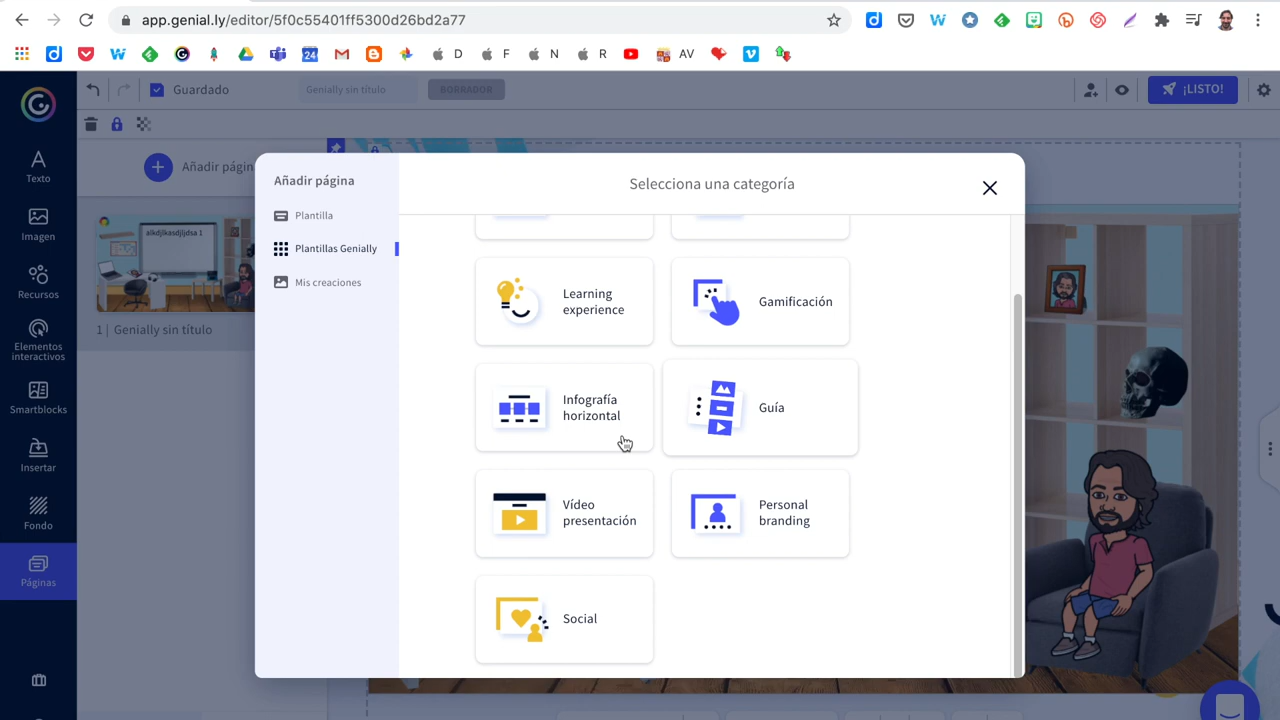 app.genial.ly/editor/5f0c55401ff5300d26bd2a77
D
F
N
R
AV
Guardado
Genially sin título
BORRADOR
¡LISTO!
Texto
Imagen
Recursos
Elementos
interactivos
Smartblocks
Insertar
Fondo
Páginas
Añadir págin
alkdjlkasdjljdsa 1
1 | Genially sin título
Añadir página
Plantilla
Plantillas Genially
Mis creaciones
Selecciona una categoría
Learning
experience
Gamificación
Infografía
horizontal
Guía
Vídeo
presentación
Personal
branding
Social